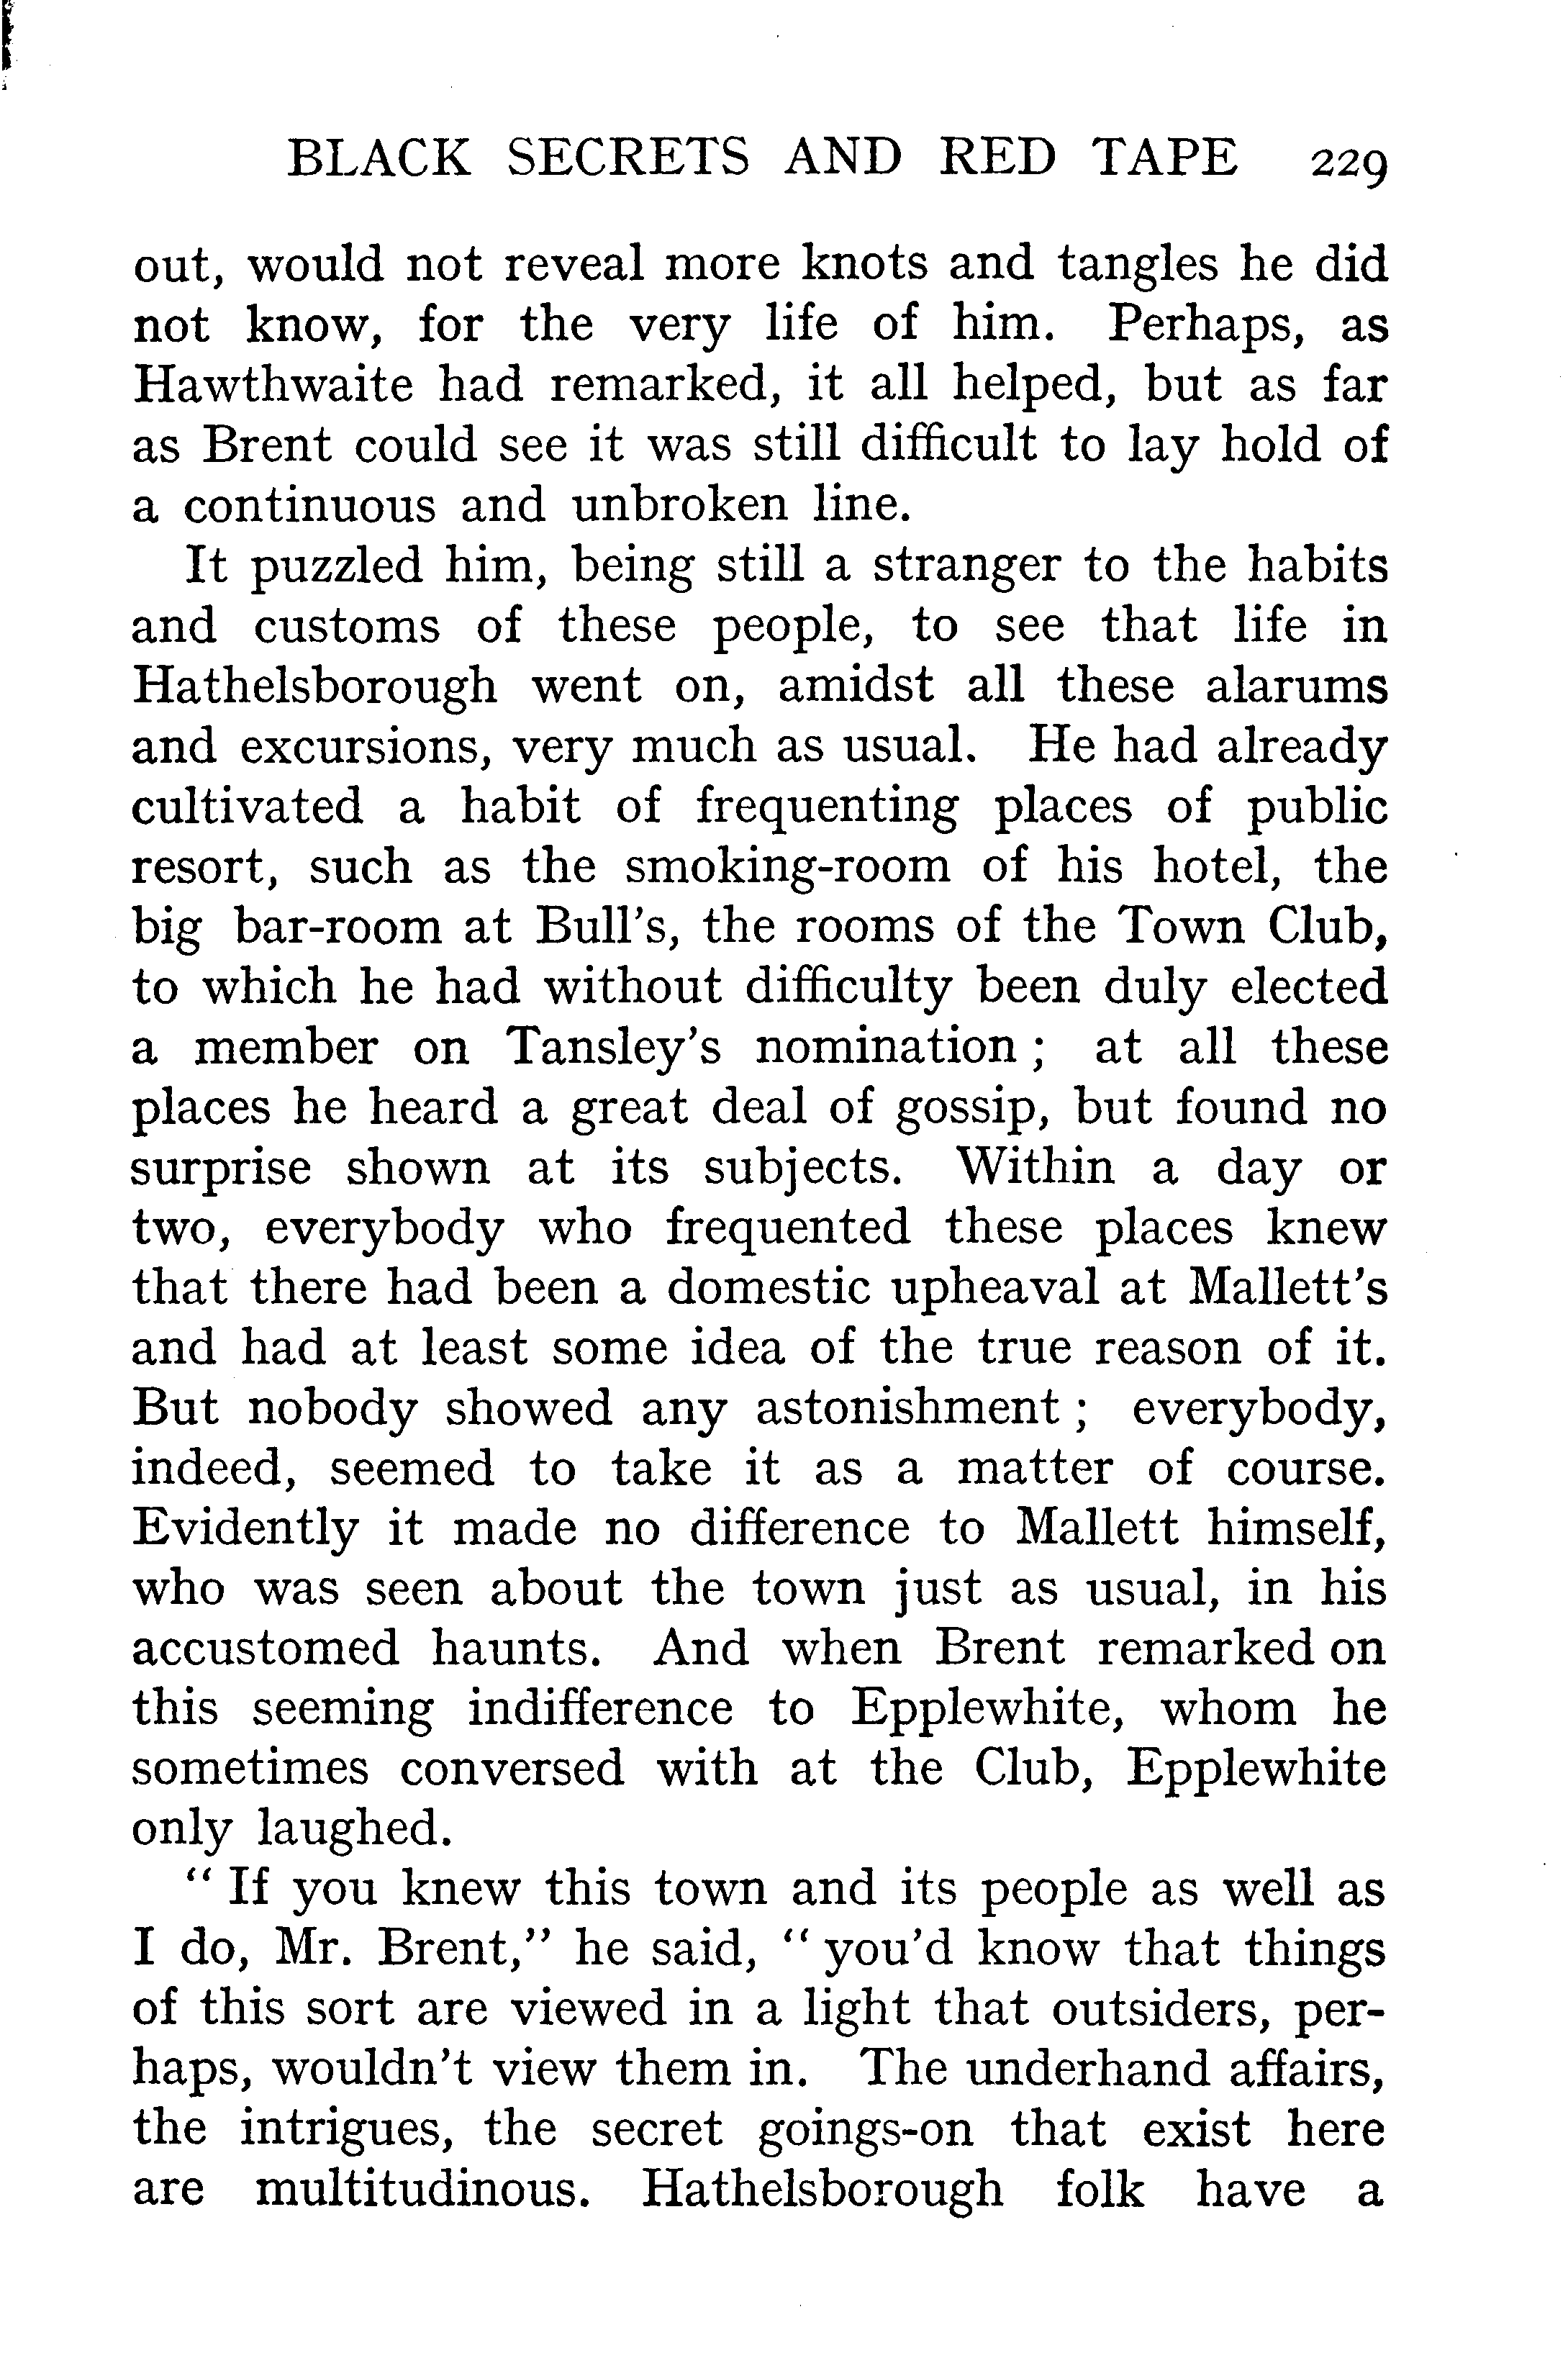 BLACK SECRETS AND RED TAPE 229
out, would not reveal more knots and tangles he did
not know, for the very life of him. Perhaps, as
Hawthwaite had remarked, it all helped, but as far
as Brent could see it was still difficult to lay hold of
a continuous and unbroken line.
It puzzled him, being still a stranger to the habits
and customs of these people, to see that life in
Hathelsborough went on, amidst all these alarums
and excursions, very much as usual. He had already
cultivated a habit of frequenting places of public
resort, such as the smoking-room of his hotel, the
big bar-room at Bull's, the rooms of the Town Club,
to which he had without difficulty been duly elected
a member on Tansley's nomination ; at all these
places he heard a great deal of gossip, but found no
surprise shown at its subjects. Within a day or
two, everybody who frequented these places knew
that there had been a domestic upheaval at Mallett's
and had at least some idea of the true reason of it.
But nobody showed any astonishment ; everybody,
indeed, seemed to take it as a matter of course.
Evidently it made no difference to Mallett himself,
who was seen about the town just as usual, in his
accustomed haunts. And when Brent remarked on
this seeming indifference to Epplewhite, whom he
sometimes conversed with at the Club, Epplewhite
only laughed.
“ If you knew this town and its people as well as
I do, Mr. Brent,” he said, “ you'd know that things
of this sort are viewed in a light that outsiders, per-
haps, wouldn't view them in. The underhand affairs,
the intrigues, the secret goings-on that exist here
are multitudinous. Hathelsborough folk have a